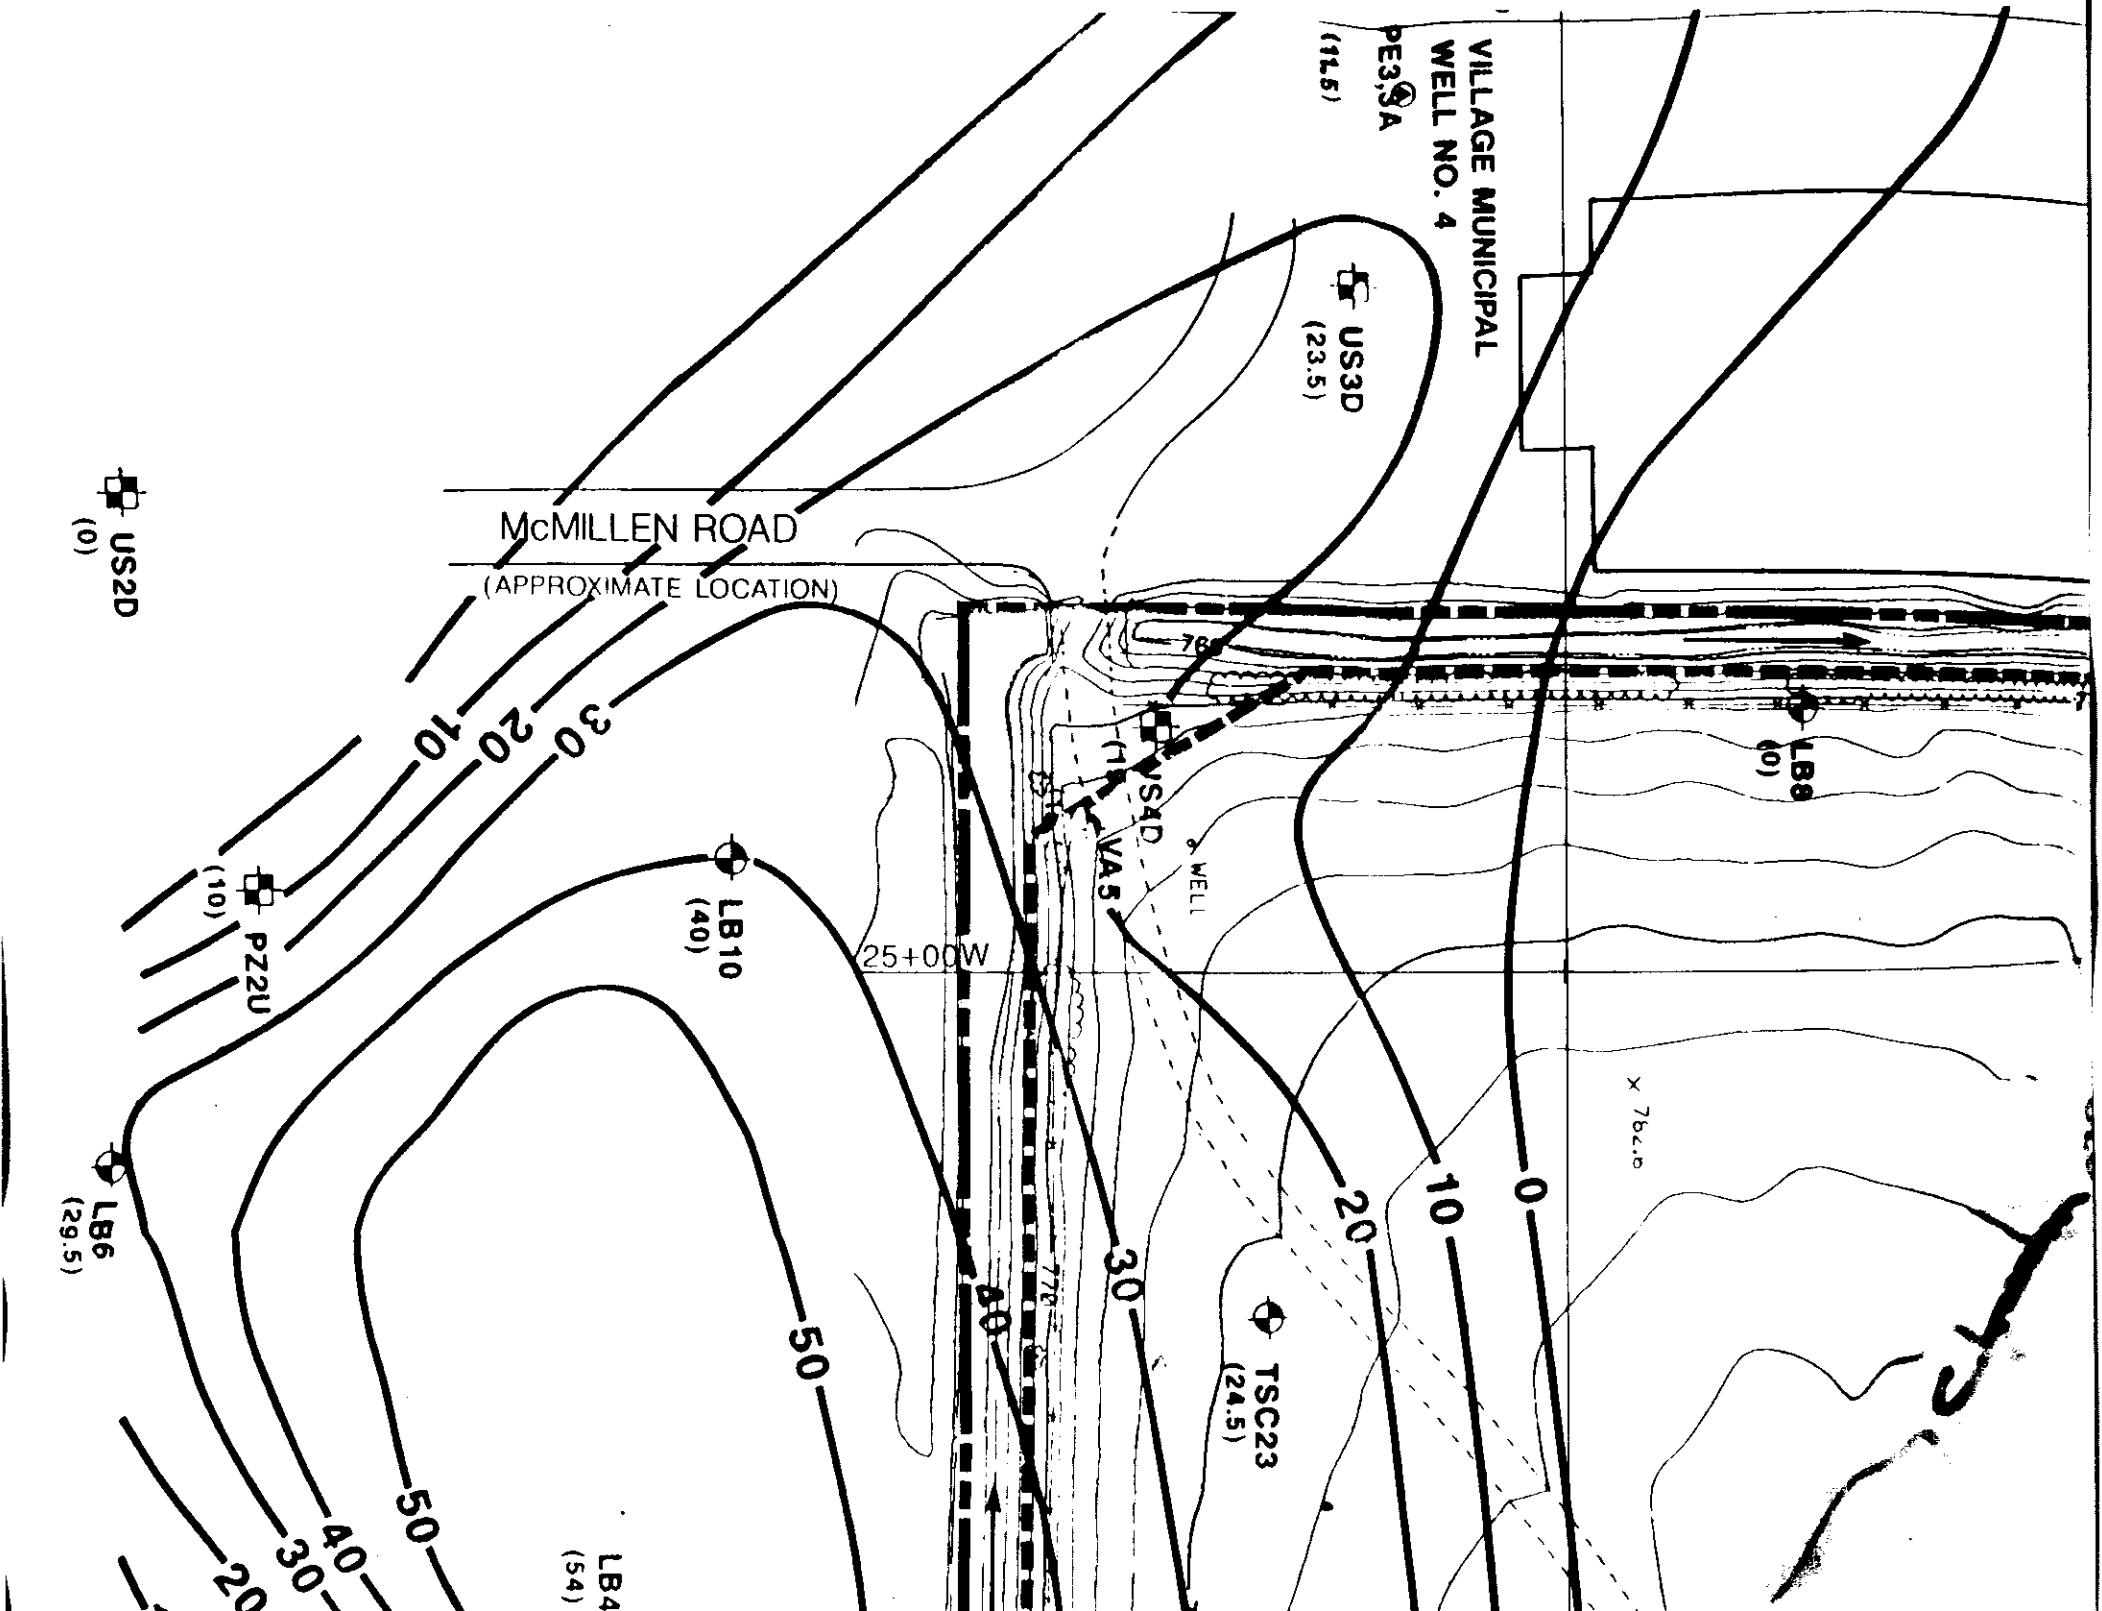 VILLAGE MUNICIPAL
WELL NO. 4
PE3,3A
(11.5)
US3D
(23.5)
McMILLEN ROAD
(APPROXIMATE LOCATION)
US2D
(0)
10
20
30
LB8
(0)
VA5
WELL
LB10
(40)
25+00W
(10)
PZ2U
LB6
(29.5)
0
10
20
30
40
50
770
TSC23
(24.5)
50
40
30
20
LB4
(54)